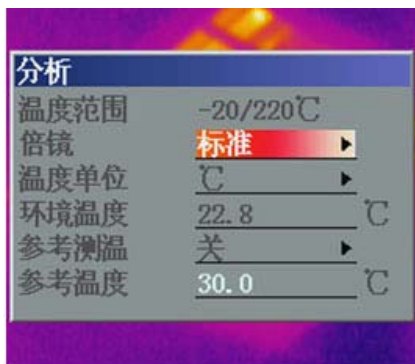 分析
温度范围 -20/220℃
倍镜 标准
温度单位 ℃
环境温度 22.8 ℃
参考测温 关
参考温度 30.0 ℃